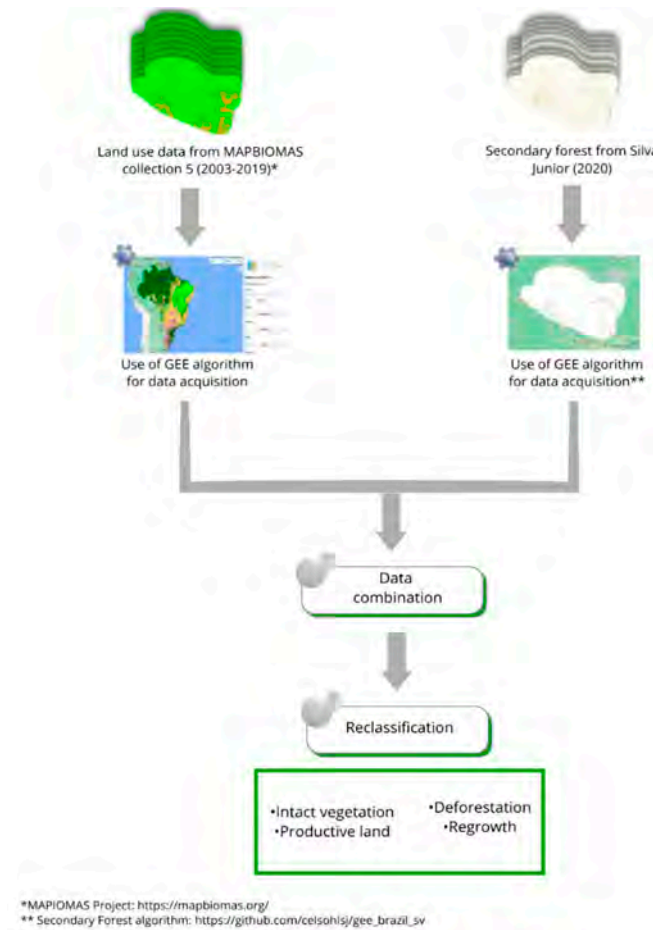 Land use data from MAPBIOMAS
collection 5 (2003-2019)*
Secondary forest from Silva
Junior (2020)
Use of GEE algorithm
for data acquisition
Use of GEE algorithm
for data acquisition**
Data
combination
Reclassification
•Intact vegetation
•Productive land
•Deforestation
•Regrowth
*MAPIOMAS Project: https://mapbiomas.org/
** Secondary Forest algorithm: https://github.com/celsohlsj/gee_brazil_sv